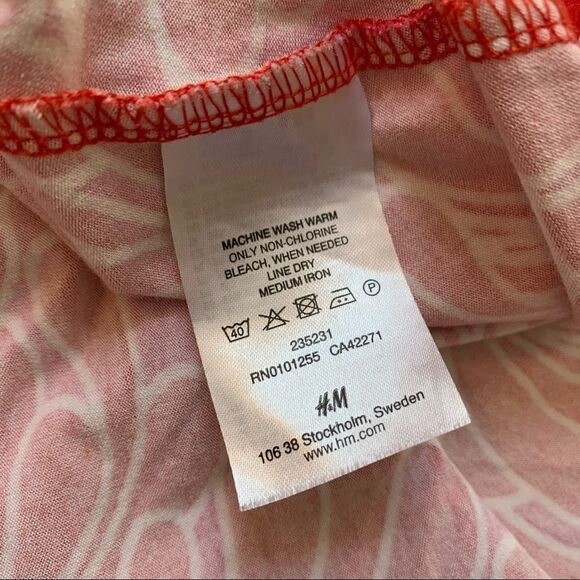 MACHINE WASH WARM
ONLY NON-CHLORINE
BLEACH, WHEN NEEDED
LINE DRY
MEDIUM IRON
40 P
235231
RN0101255 CA42271
H&M
106 38 Stockholm, Sweden
www.hm.com